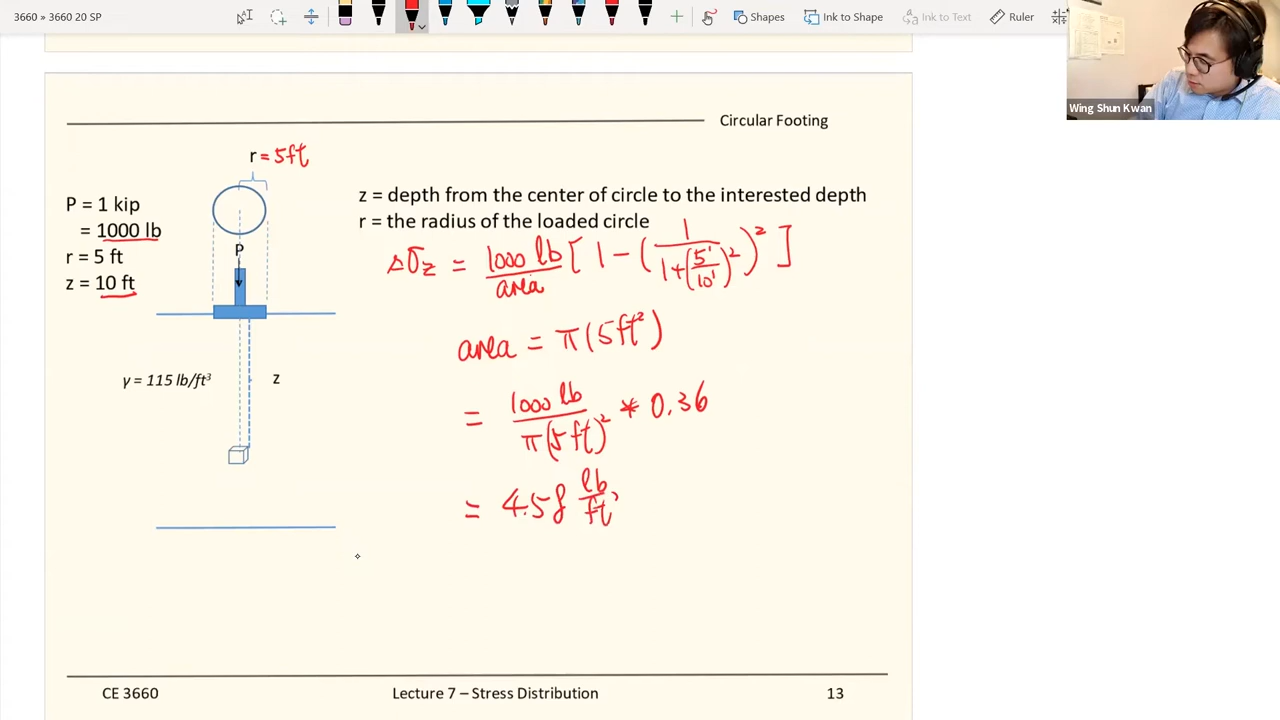 3660 » 3660 20 SP
Shapes
Ink to Shape
Ink to Text
Ruler
Wing Shun Kwan
Circular Footing
r = 5ft
z = depth from the center of circle to the interested depth
r = the radius of the loaded circle
P = 1 kip
= 1000 lb
r = 5 ft
z = 10 ft
P
γ = 115 lb/ft³
z
ΔσZ = 1000 lb / area [ 1 - ( 1 / 1+(5'/10')² )² ]
area = π(5ft²)
= 1000 lb / π(5ft)² * 0.36
= 4.58 lb / ft²
CE 3660
Lecture 7 – Stress Distribution
13